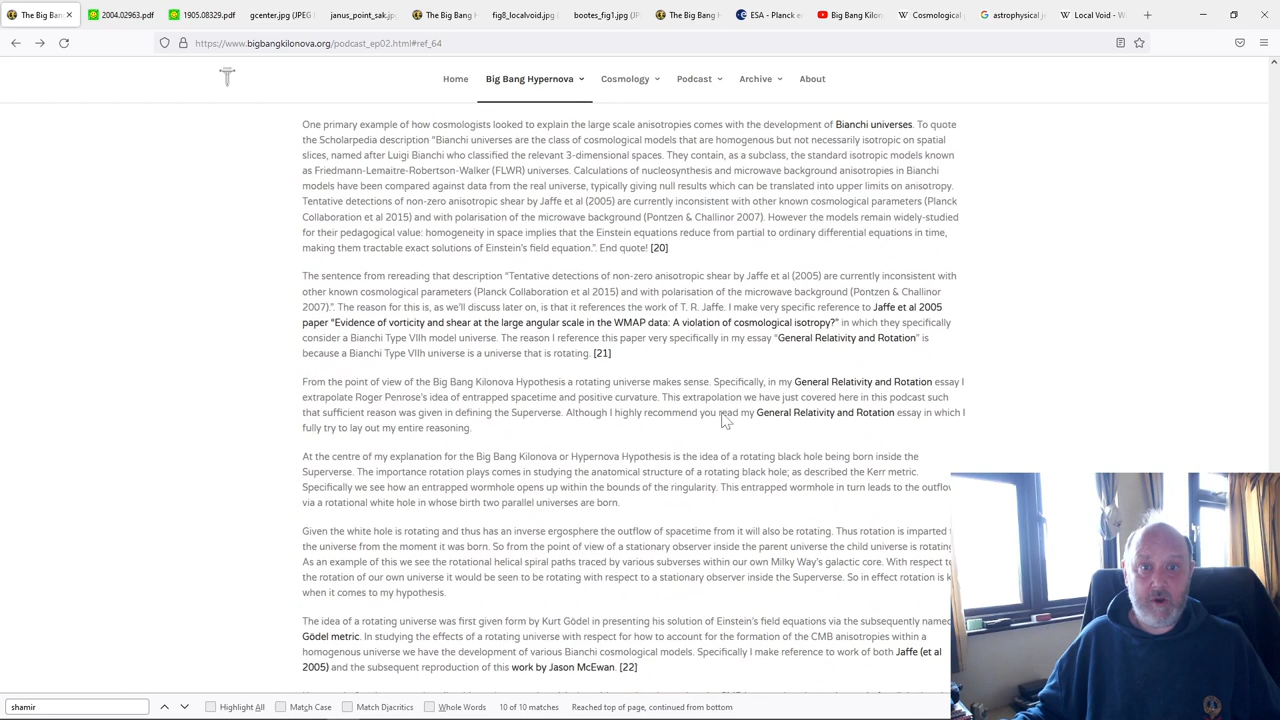 The Big Ban
2004.02963.pdf
1905.08329.pdf
gcenter.jpg (JPEG I
janus_point_sak.jp
The Big Bang H
bootes_fig1.jpg (JF
The Big Bang H
ESA - Planck e
Big Bang Kilon
Cosmological
astrophysical j
Local Void - Wi
https://www.bigbangkilonova.org/podcast_ep02.html#ref_64
Home Big Bang Hypernova Cosmology Podcast Archive About
One primary example of how cosmologists looked to explain the large scale anisotropies comes with the development of Bianchi universes. To quote
the Scholarpedia description “Bianchi universes are the class of cosmological models that are homogenous but not necessarily isotropic on spatial
slices, named after Luigi Bianchi who classified the relevant 3-dimensional spaces. They contain, as a subclass, the standard isotropic models known
as Friedmann-Lemaitre-Robertson-Walker (FLWR) universes. Calculations of nucleosynthesis and microwave background anisotropies in Bianchi
models have been compared against data from the real universe, typically giving null results which can be translated into upper limits on anisotropy.
Tentative detections of non-zero anisotropic shear by Jaffe et al (2005) are currently inconsistent with other known cosmological parameters (Planck
Collaboration et al 2015) and with polarisation of the microwave background (Pontzen & Challinor 2007). However the models remain widely-studied
for their pedagogical value: homogeneity in space implies that the Einstein equations reduce from partial to ordinary differential equations in time,
making them tractable exact solutions of Einstein's field equation.”. End quote! [20]
The sentence from rereading that description “Tentative detections of non-zero anisotropic shear by Jaffe et al (2005) are currently inconsistent with
other known cosmological parameters (Planck Collaboration et al 2015) and with polarisation of the microwave background (Pontzen & Challinor
2007).”. The reason for this is, as we'll discuss later on, is that it references the work of T. R. Jaffe. I make very specific reference to Jaffe et al 2005
paper “Evidence of vorticity and shear at the large angular scale in the WMAP data: A violation of cosmological isotropy?” in which they specifically
consider a Bianchi Type VIIh model universe. The reason I reference this paper very specifically in my essay “General Relativity and Rotation” is
because a Bianchi Type VIIh universe is a universe that is rotating. [21]
From the point of view of the Big Bang Kilonova Hypothesis a rotating universe makes sense. Specifically, in my General Relativity and Rotation essay I
extrapolate Roger Penrose's idea of entrapped spacetime and positive curvature. This extrapolation we have just covered here in this podcast such
that sufficient reason was given in defining the Superverse. Although I highly recommend you read my General Relativity and Rotation essay in which I
fully try to lay out my entire reasoning.
At the centre of my explanation for the Big Bang Kilonova or Hypernova Hypothesis is the idea of a rotating black hole being born inside the
Superverse. The importance rotation plays comes in studying the anatomical structure of a rotating black hole; as described the Kerr metric.
Specifically we see how an entrapped wormhole opens up within the bounds of the ringularity. This entrapped wormhole in turn leads to the outflow
via a rotational white hole in whose birth two parallel universes are born.
Given the white hole is rotating and thus has an inverse ergosphere the outflow of spacetime from it will also be rotating. Thus rotation is imparted t
the universe from the moment it was born. So from the point of view of a stationary observer inside the parent universe the child universe is rotating
As an example of this we see the rotational helical spiral paths traced by various subverses within our own Milky Way's galactic core. With respect
the rotation of our own universe it would be seen to be rotating with respect to a stationary observer inside the Superverse. So in effect rotation is k
when it comes to my hypothesis.
The idea of a rotating universe was first given form by Kurt Gödel in presenting his solution of Einstein's field equations via the subsequently named
Gödel metric. In studying the effects of a rotating universe with respect for how to account for the formation of the CMB anisotropies within a
homogenous universe we have the development of various Bianchi cosmological models. Specifically I make reference to work of both Jaffe (et al
2005) and the subsequent reproduction of this work by Jason McEwan. [22]
shamir Highlight All Match Case Match Diacritics Whole Words 10 of 10 matches Reached top of page, continued from bottom